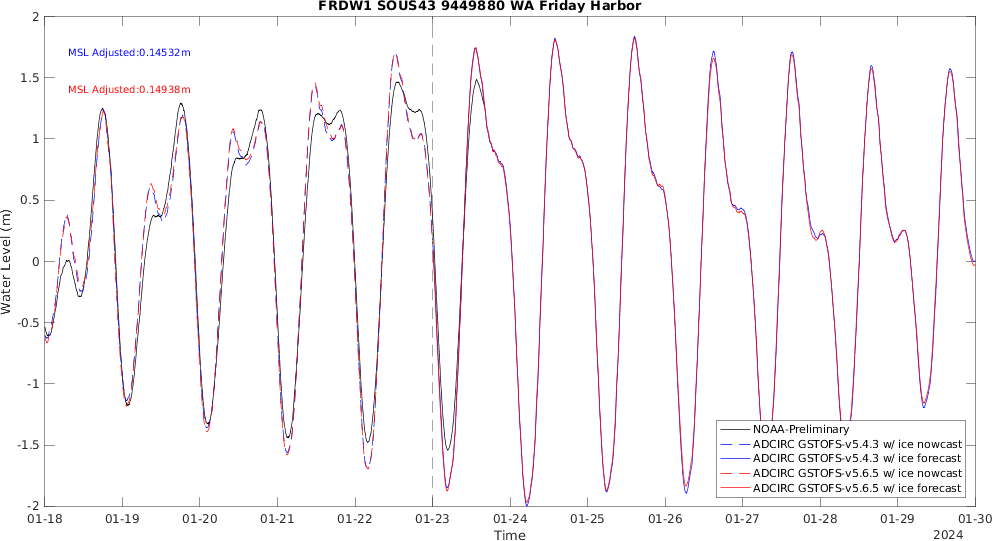 FRDW1 SOUS43 9449880 WA Friday Harbor
2
1.5
1
0.5
0
-0.5
-1
-1.5
-2
Water Level (m)
MSL Adjusted:0.14532m
MSL Adjusted:0.14938m
NOAA-Preliminary
ADCIRC GSTOFS-v5.4.3 w/ ice nowcast
ADCIRC GSTOFS-v5.4.3 w/ ice forecast
ADCIRC GSTOFS-v5.6.5 w/ ice nowcast
ADCIRC GSTOFS-v5.6.5 w/ ice forecast
01-18 01-19 01-20 01-21 01-22 01-23 01-24 01-25 01-26 01-27 01-28 01-29 01-30
Time
2024